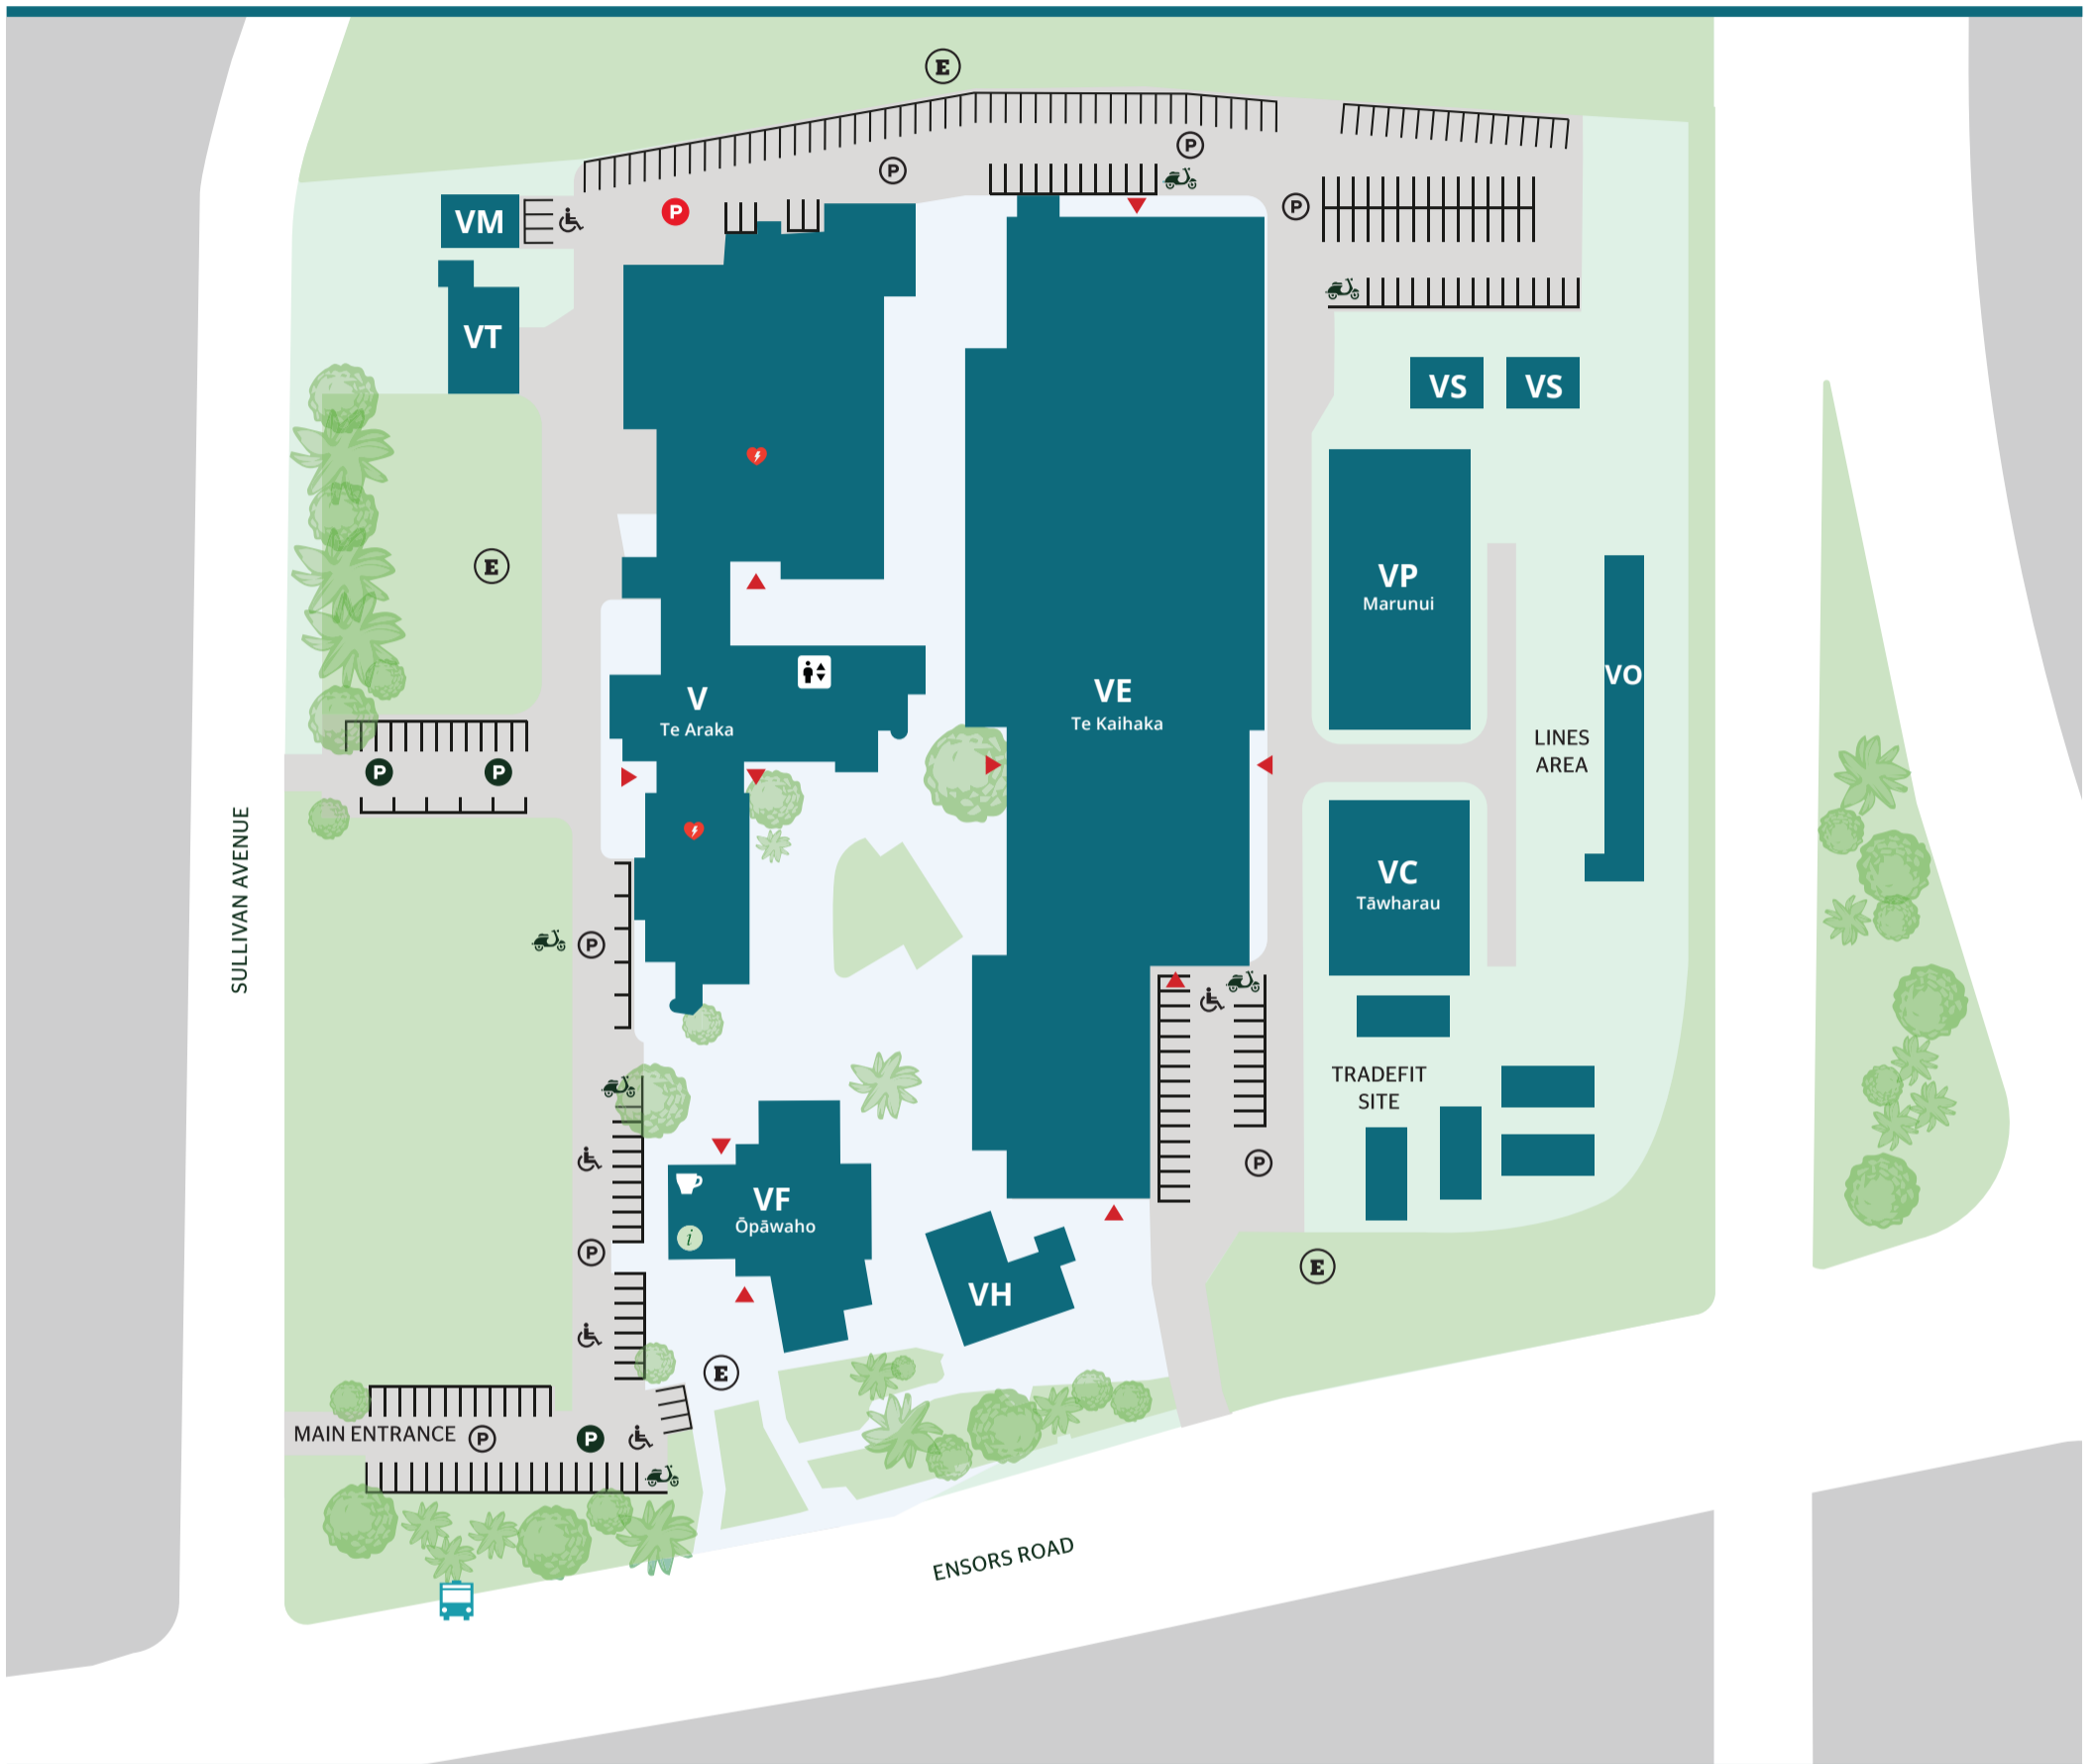 E
P
P
P
P
VM
VT
VS
VS
E
VP
Marunui
VO
V
Te Araka
VE
Te Kaihaka
LINES
AREA
P
P
SULLIVAN AVENUE
VC
Tāwharau
P
TRADEFIT
SITE
P
VF
Ōpāwaho
i
P
E
VH
E
MAIN ENTRANCE
P
P
ENSORS ROAD